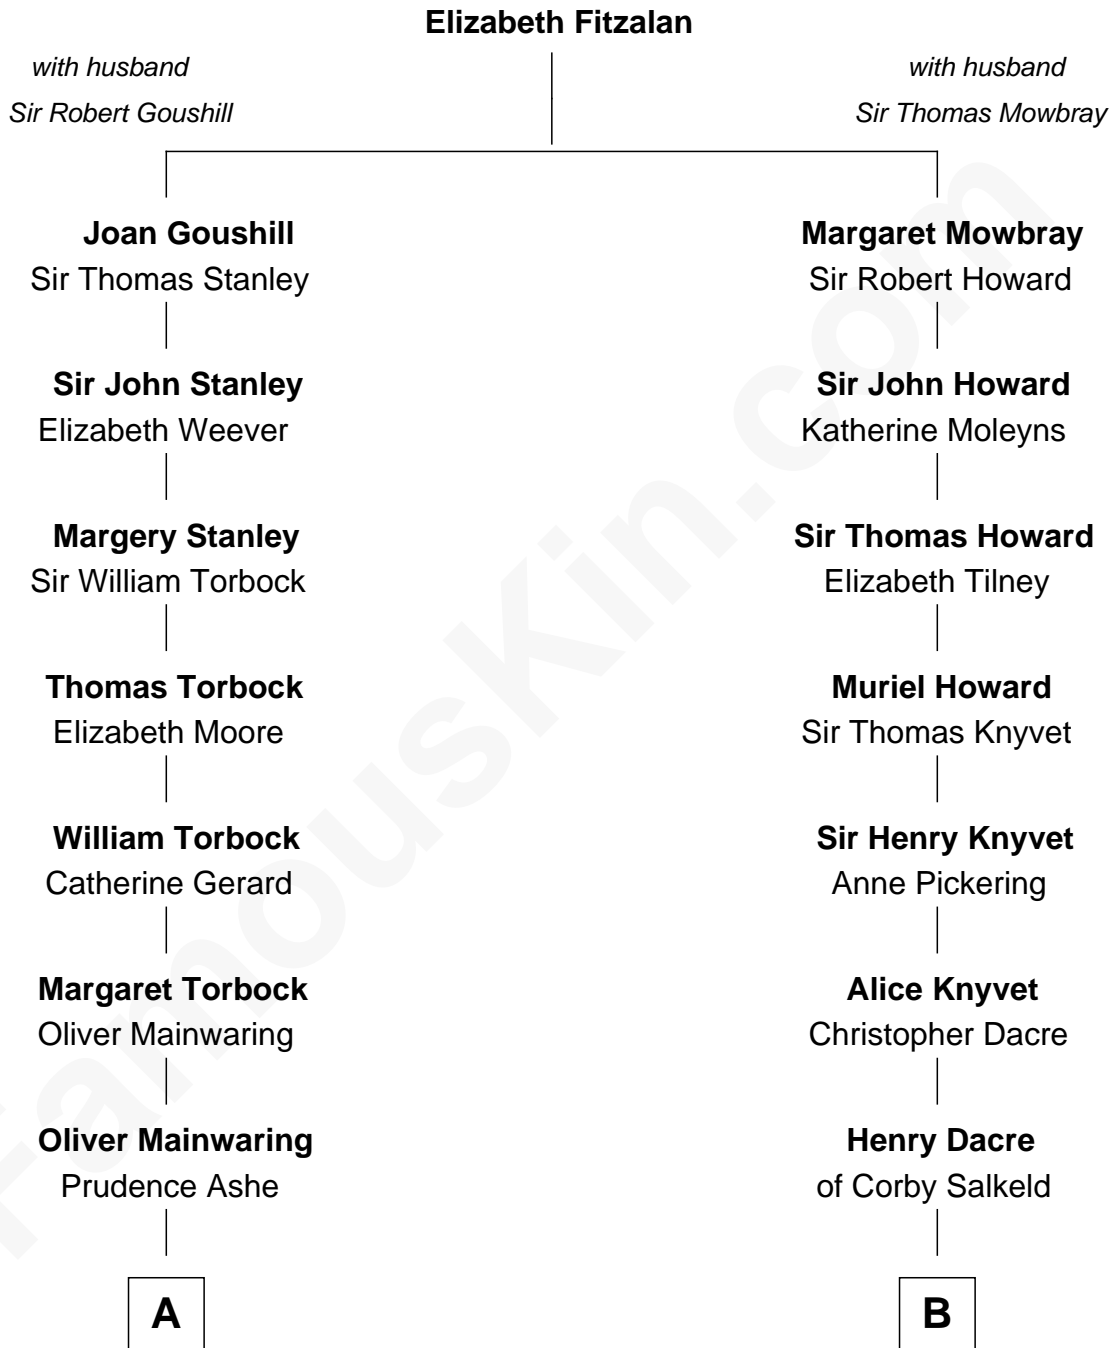 Elizabeth Fitzalan
with husband
Sir Robert Goushill
with husband
Sir Thomas Mowbray
Joan Goushill
Sir Thomas Stanley
Margaret Mowbray
Sir Robert Howard
Sir John Stanley
Elizabeth Weever
Sir John Howard
Katherine Moleyns
Margery Stanley
Sir William Torbock
Sir Thomas Howard
Elizabeth Tilney
Thomas Torbock
Elizabeth Moore
Muriel Howard
Sir Thomas Knyvet
William Torbock
Catherine Gerard
Sir Henry Knyvet
Anne Pickering
Margaret Torbock
Oliver Mainwaring
Alice Knyvet
Christopher Dacre
Oliver Mainwaring
Prudence Ashe
Henry Dacre
of Corby Salkeld
A
B
FamousKin.com